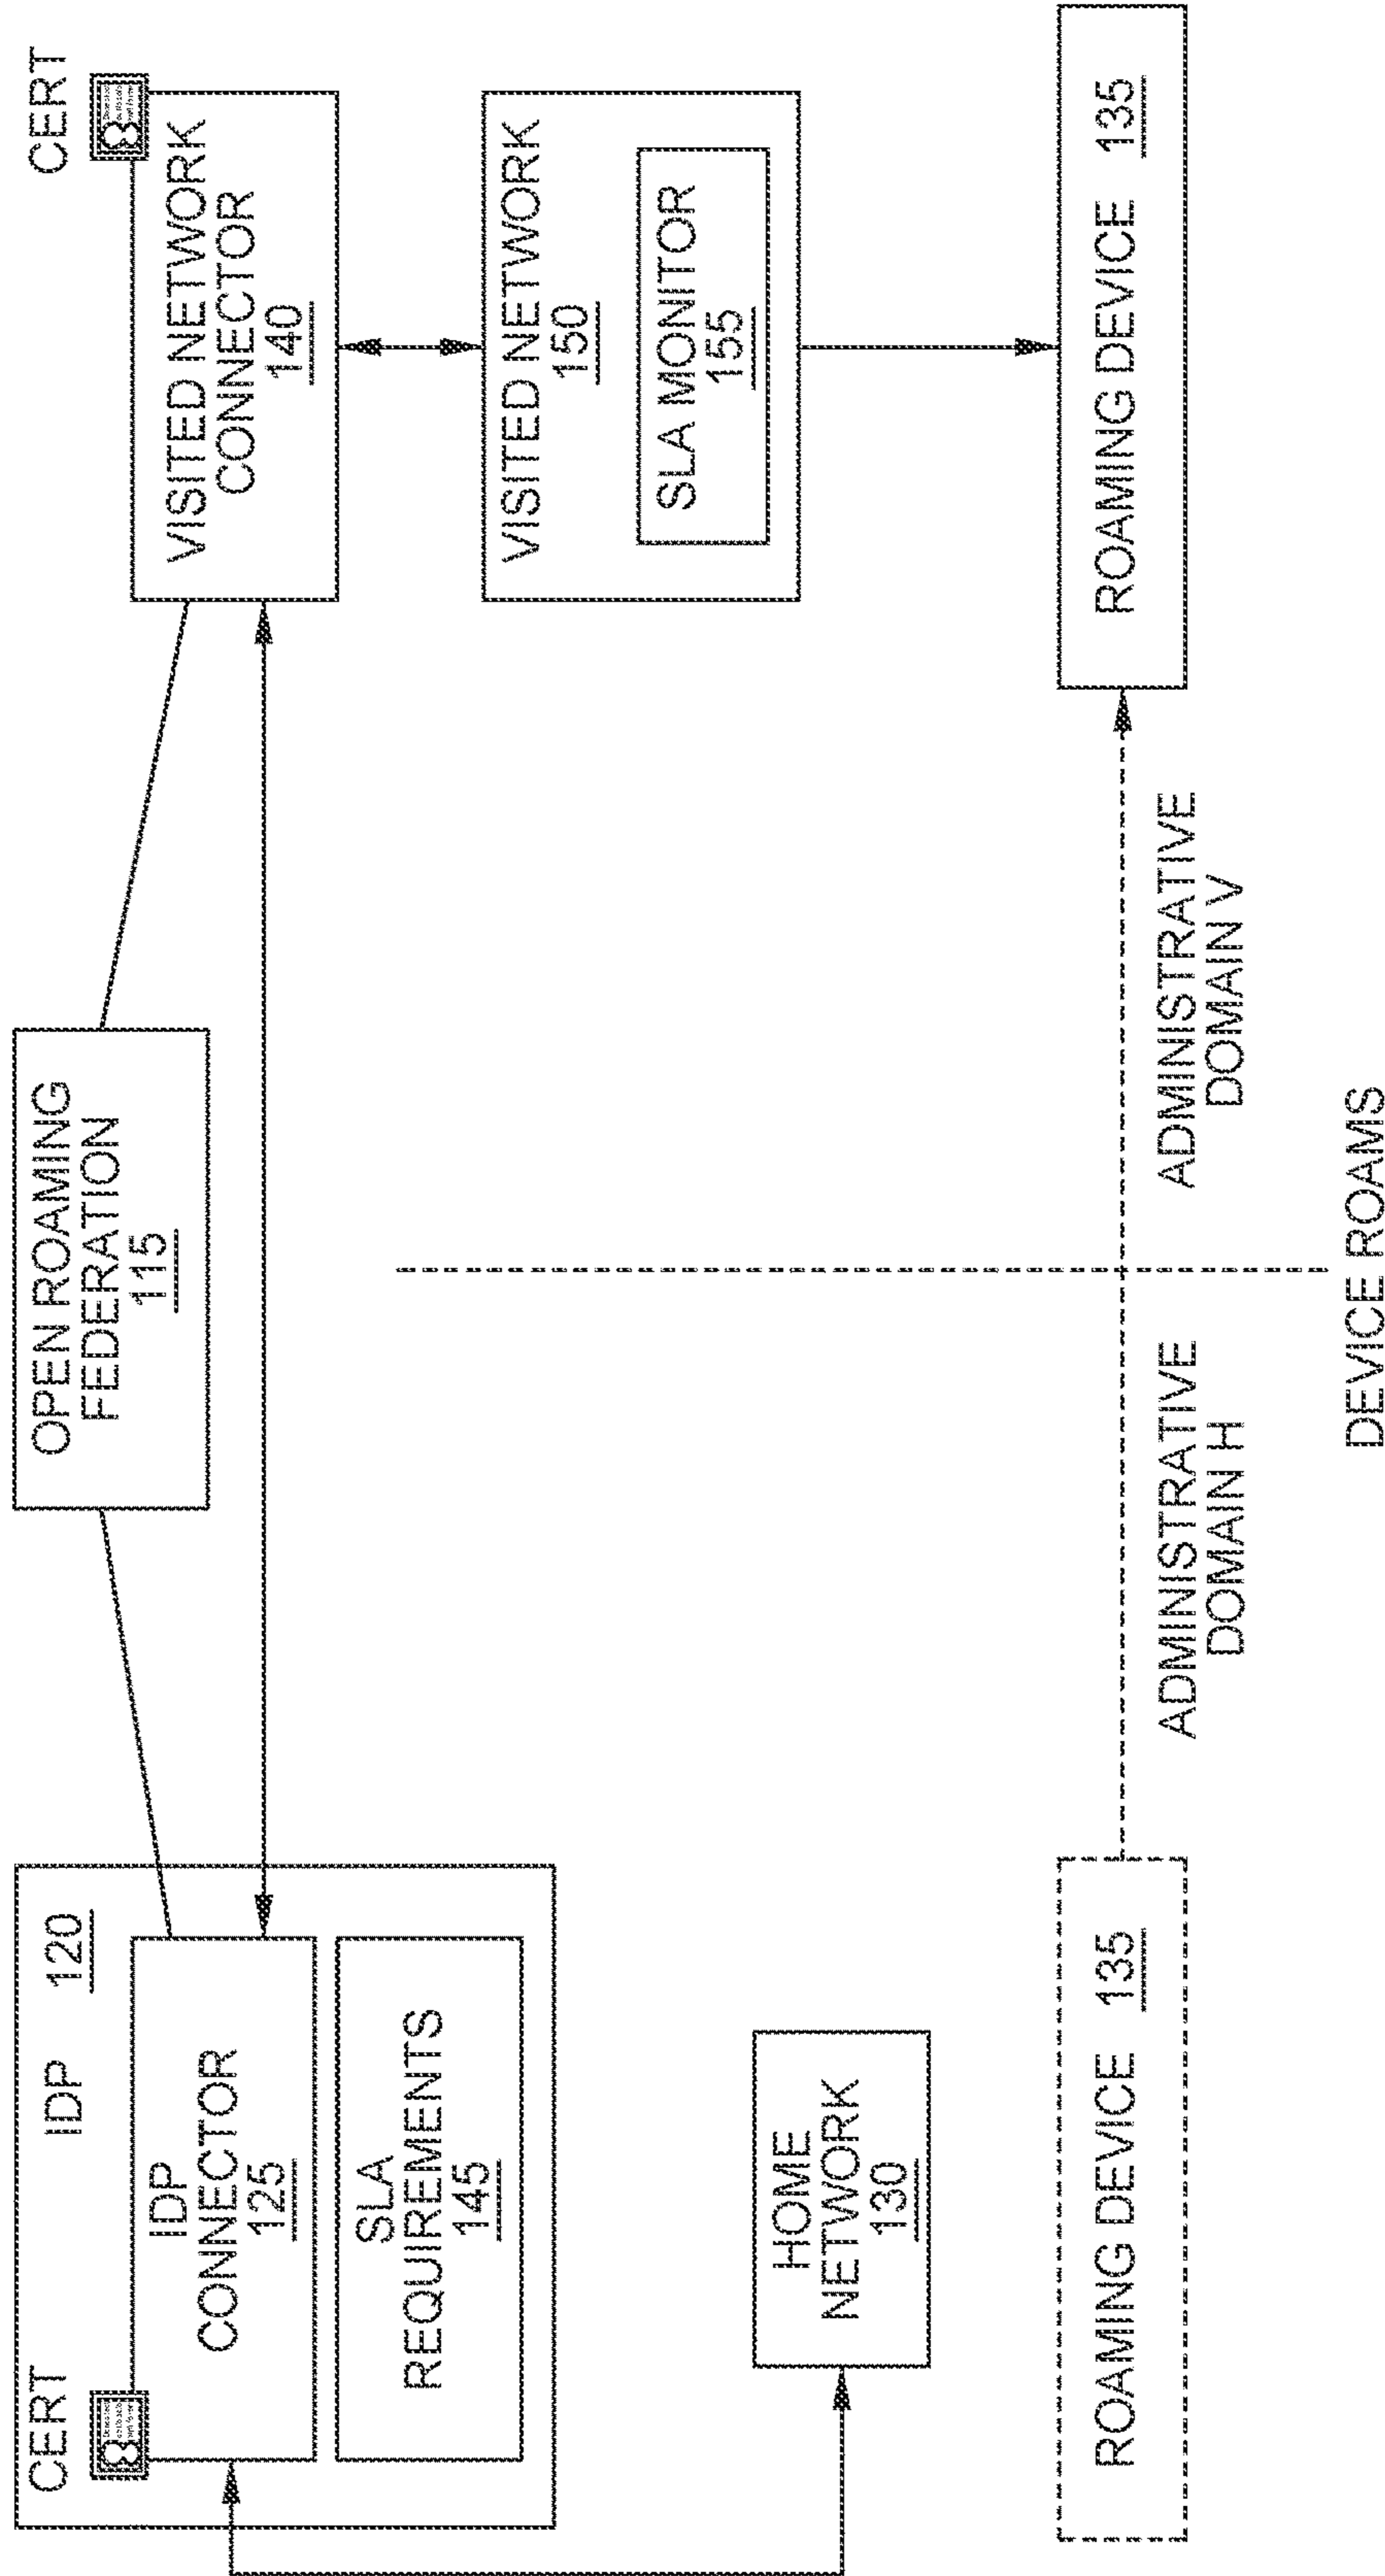 OPEN ROAMING
FEDERATION
115
CERT
IDP 120
IDP
CONNECTOR
125
SLA
REQUIREMENTS
145
CERT
VISITED NETWORK
CONNECTOR
140
VISITED NETWORK
150
SLA MONITOR
155
HOME
NETWORK
130
ROAMING DEVICE 135
ADMINISTRATIVE
DOMAIN H
ADMINISTRATIVE
DOMAIN V
ROAMING DEVICE 135
DEVICE ROAMS